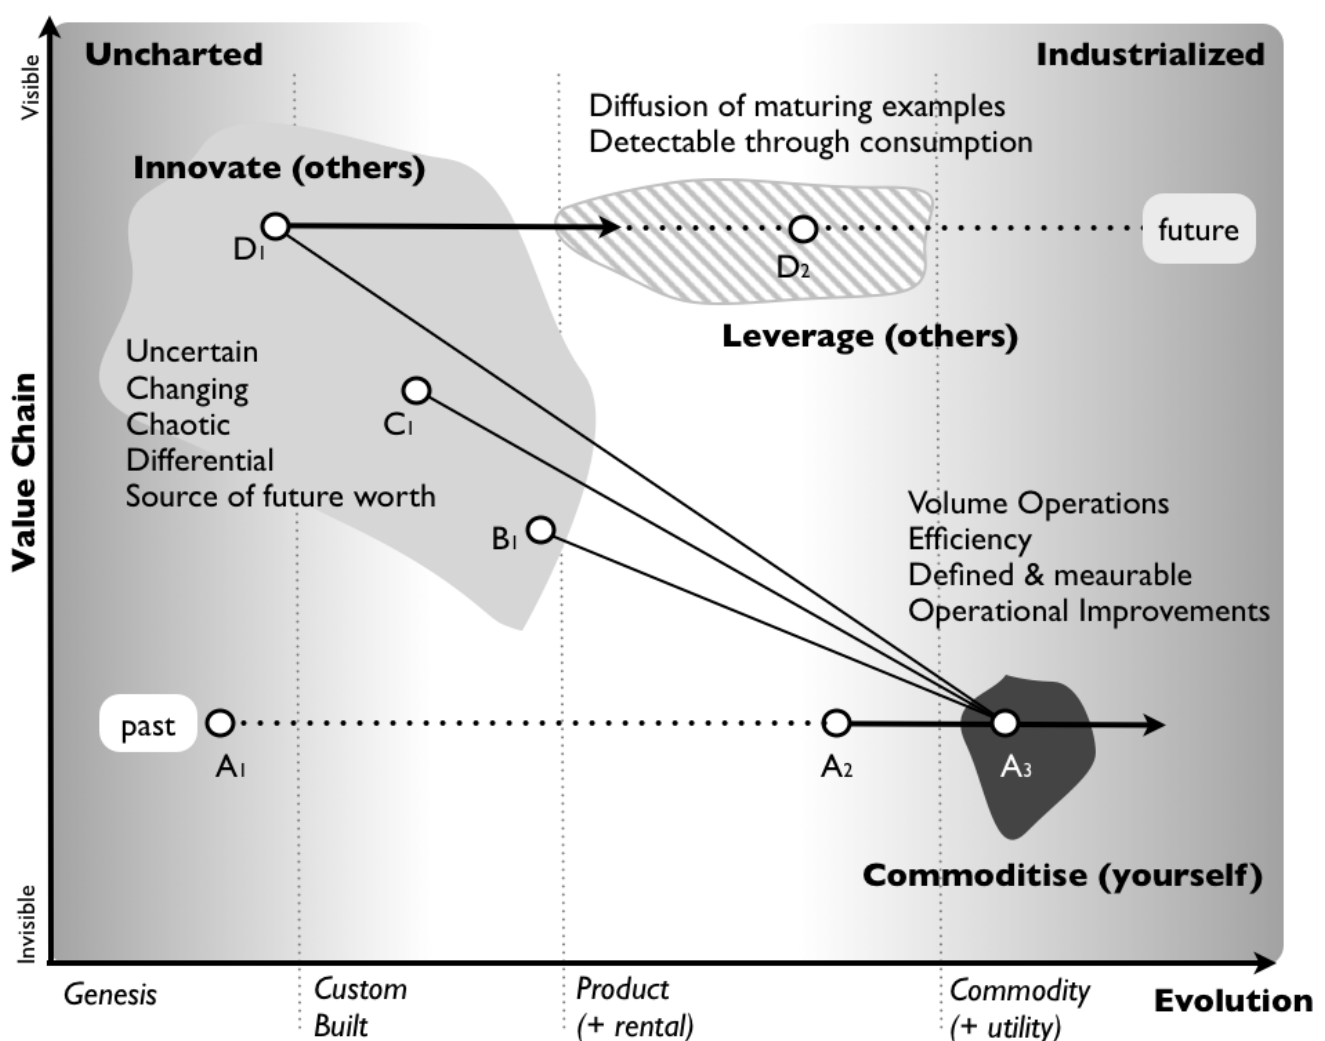 Uncharted
Industrialized
Visible
Diffusion of maturing examples
Detectable through consumption
Innovate (others)
D1
D2
future
Leverage (others)
Uncertain
Changing
Chaotic
Differential
Source of future worth
C1
B1
Value Chain
Volume Operations
Efficiency
Defined & meaurable
Operational Improvements
past
A1
A2
A3
Commoditise (yourself)
Invisible
Genesis
Custom
Built
Product
(+ rental)
Commodity
(+ utility)
Evolution